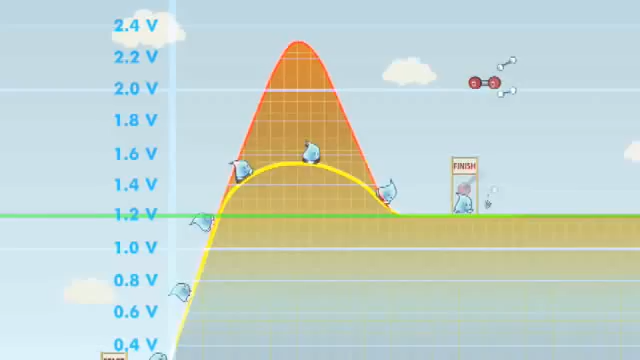 2.4 V
2.2 V
2.0 V
1.8 V
1.6 V
1.4 V
1.2 V
1.0 V
0.8 V
0.6 V
0.4 V
FINISH